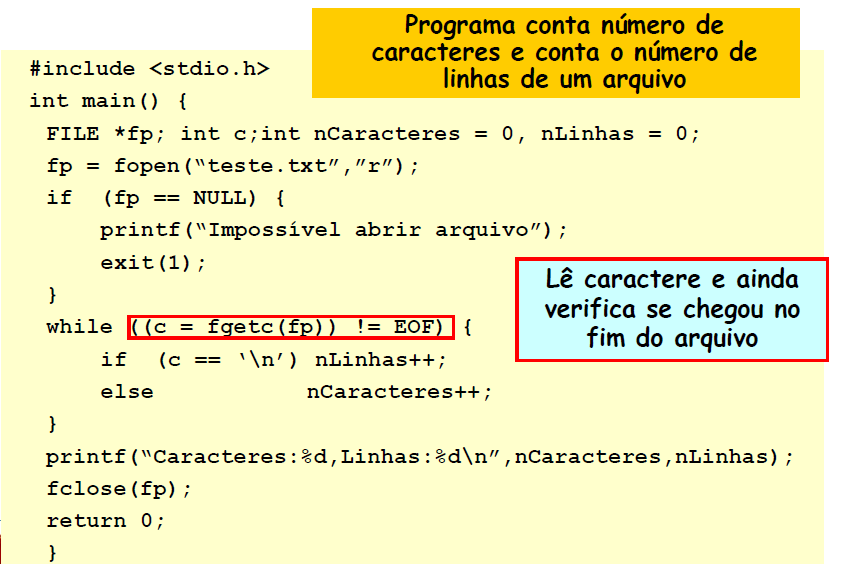 Programa conta número de
caracteres e conta o número de
linhas de um arquivo
#include <stdio.h>
int main() {
FILE *fp; int c;int nCaracteres = 0, nLinhas = 0;
fp = fopen(“teste.txt”,”r”);
if  (fp == NULL) {
printf(“Impossível abrir arquivo”);
exit(1);
}
Lê caractere e ainda
verifica se chegou no
fim do arquivo
while ((c = fgetc(fp)) != EOF) {
if  (c == ‘\n’) nLinhas++;
else            nCaracteres++;
}
printf(“Caracteres:%d,Linhas:%d\n”,nCaracteres,nLinhas);
fclose(fp);
return 0;
}